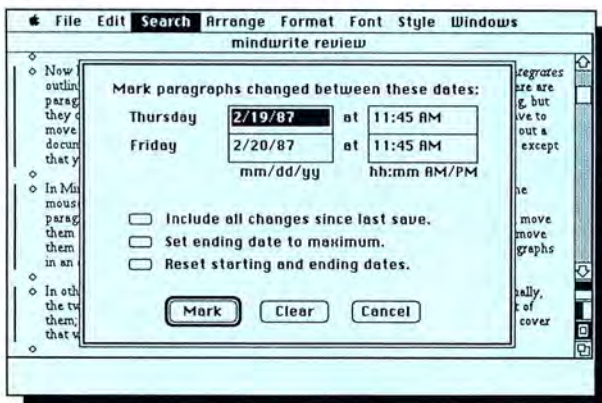 File Edit Search Arrange Format Font Style Windows
mindwrite review
Now
tegrates
outlin
ere are
parag
g, but
they
ve to
move
out a
docum
except
that y
Mark paragraphs changed between these dates:
Thursday 2/19/87 at 11:45 AM
Friday 2/20/87 at 11:45 AM
mm/dd/yy hh:mm AM/PM
In Min
he
mous
parag
, move
them
move
them
graphs
in an
Include all changes since last save.
Set ending date to maximum.
Reset starting and ending dates.
In oth
nally,
the tw
t of
them;
cover
that w
Mark Clear Cancel